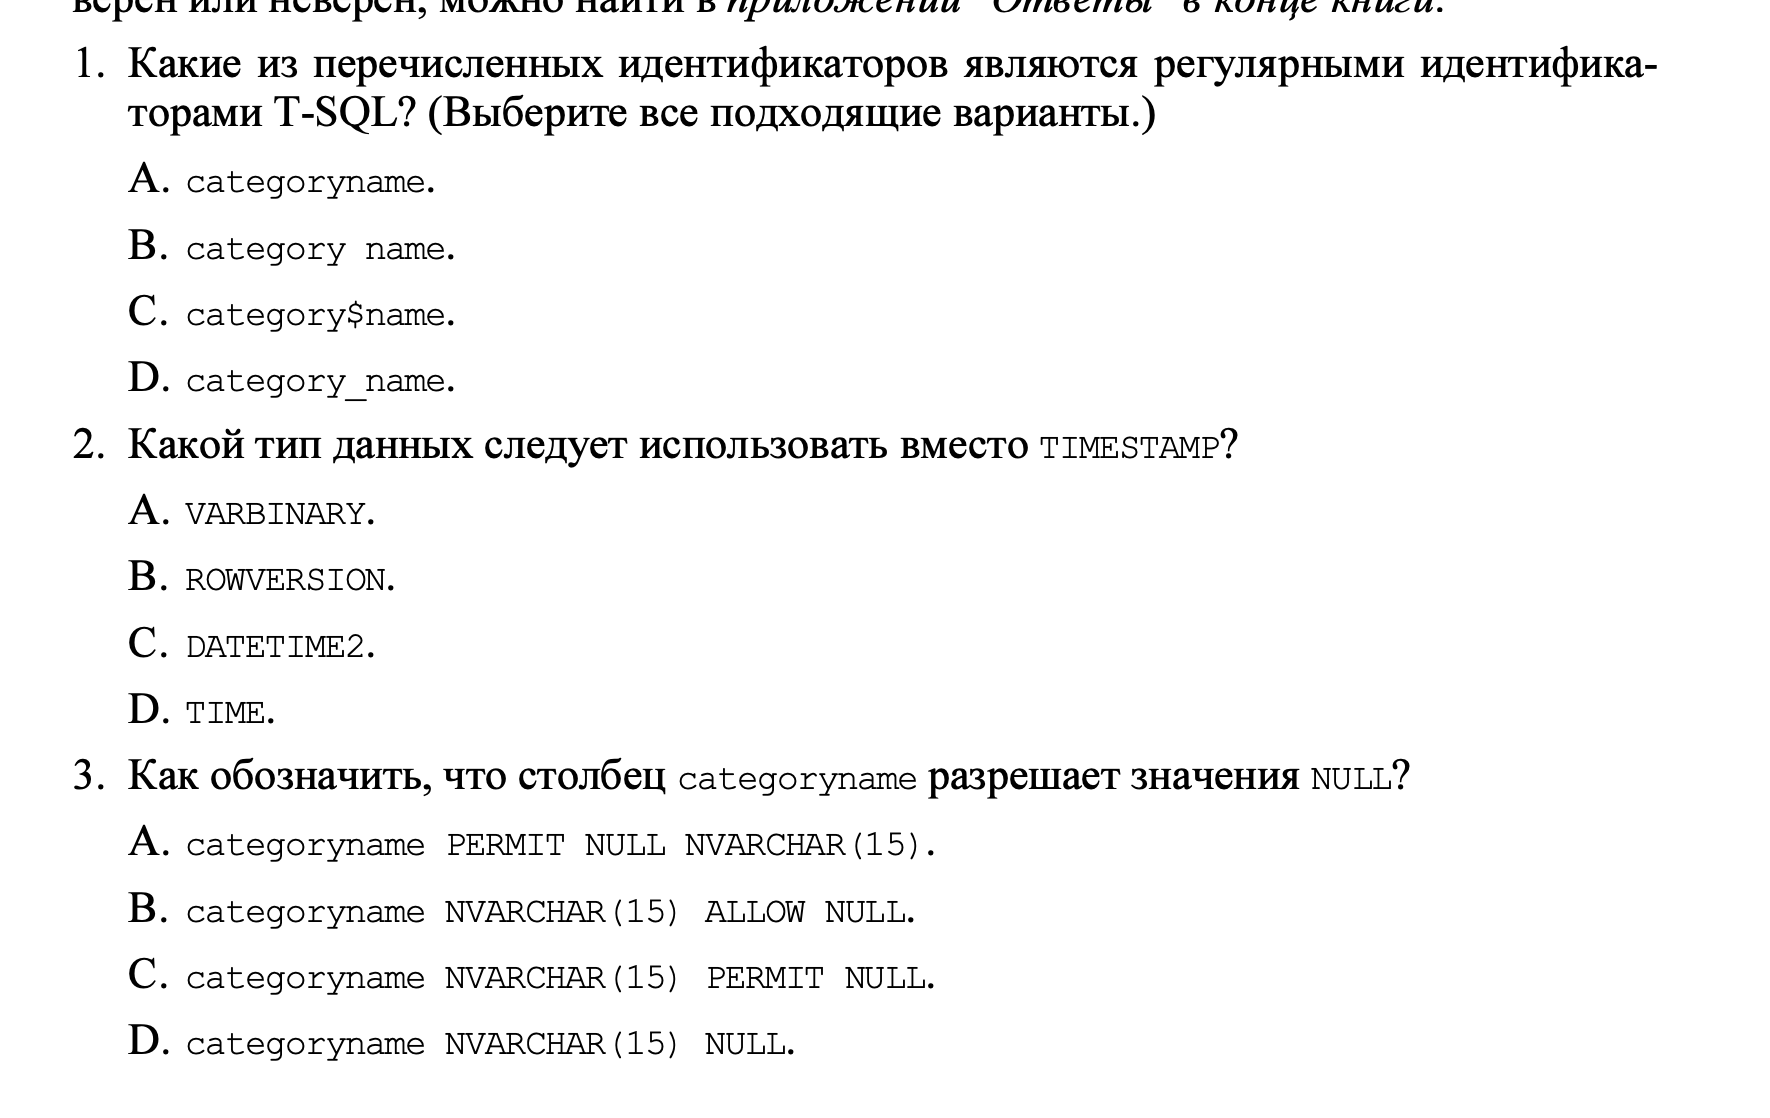 верен или неверен, можно найти в приложении "Ответы" в конце книги.
1. Какие из перечисленных идентификаторов являются регулярными идентифика-
торами T-SQL? (Выберите все подходящие варианты.)
A. categoryname.
B. category name.
C. category$name.
D. category_name.
2. Какой тип данных следует использовать вместо TIMESTAMP?
A. VARBINARY.
B. ROWVERSION.
C. DATETIME2.
D. TIME.
3. Как обозначить, что столбец categoryname разрешает значения NULL?
A. categoryname PERMIT NULL NVARCHAR(15).
B. categoryname NVARCHAR(15) ALLOW NULL.
C. categoryname NVARCHAR(15) PERMIT NULL.
D. categoryname NVARCHAR(15) NULL.